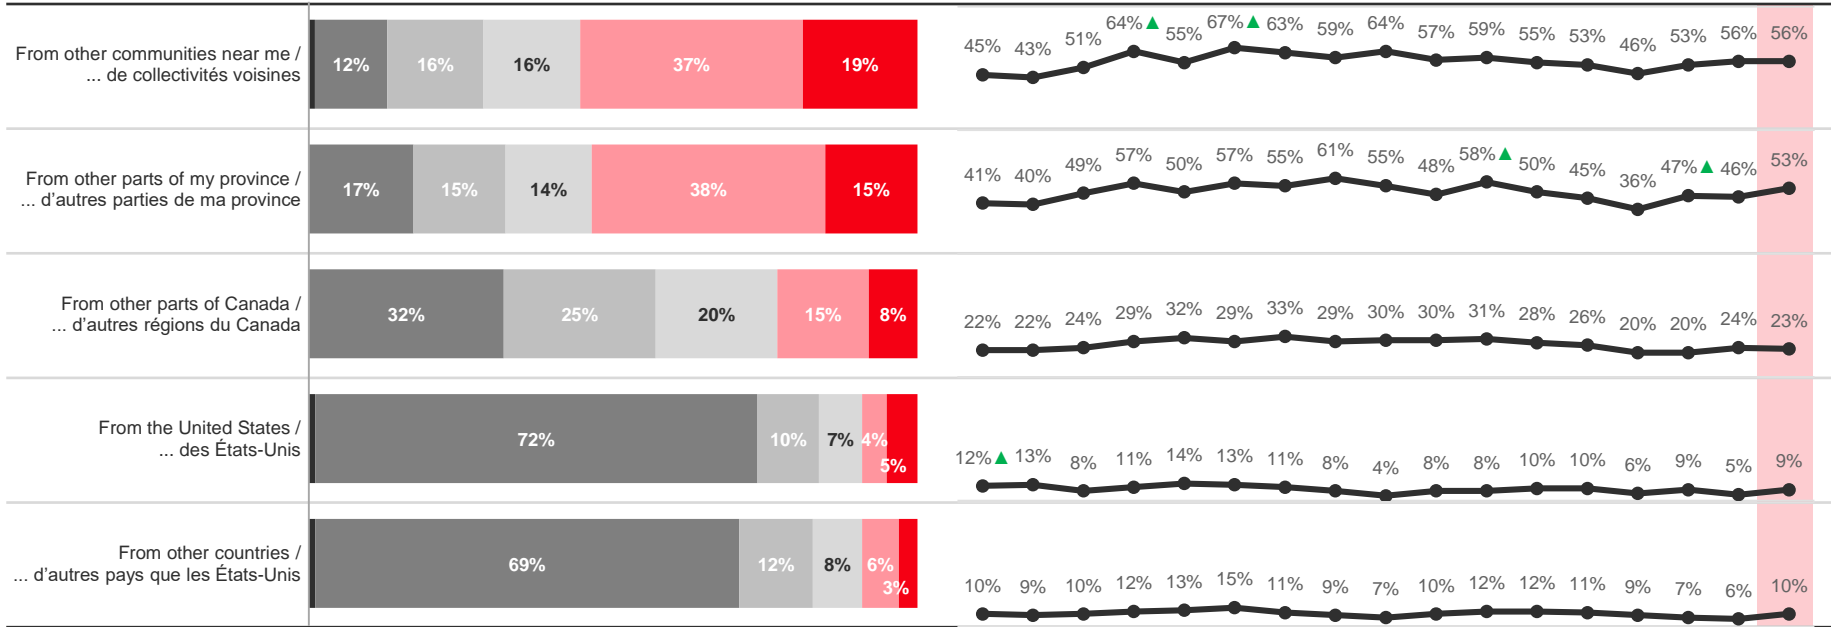 From other communities near me /
... de collectivités voisines
12% 16% 16% 37% 19%
45% 43% 51% 64% ▲ 55% 67% ▲ 63% 59% 64% 57% 59% 55% 53% 46% 53% 56% 56%
From other parts of my province /
... d'autres parties de ma province
17% 15% 14% 38% 15%
41% 40% 49% 57% 50% 57% 55% 61% 55% 48% 58% ▲ 50% 45% 36% 47% ▲ 46% 53%
From other parts of Canada /
... d'autres régions du Canada
32% 25% 20% 15% 8%
22% 22% 24% 29% 32% 29% 33% 29% 30% 30% 31% 28% 26% 20% 20% 24% 23%
From the United States /
... des États-Unis
72% 10% 7% 4% 5%
12% ▲ 13% 8% 11% 14% 13% 11% 8% 4% 8% 8% 10% 10% 6% 9% 5% 9%
From other countries /
... d'autres pays que les États-Unis
69% 12% 8% 6% 3%
10% 9% 10% 12% 13% 15% 11% 9% 7% 10% 12% 12% 11% 9% 7% 6% 10%